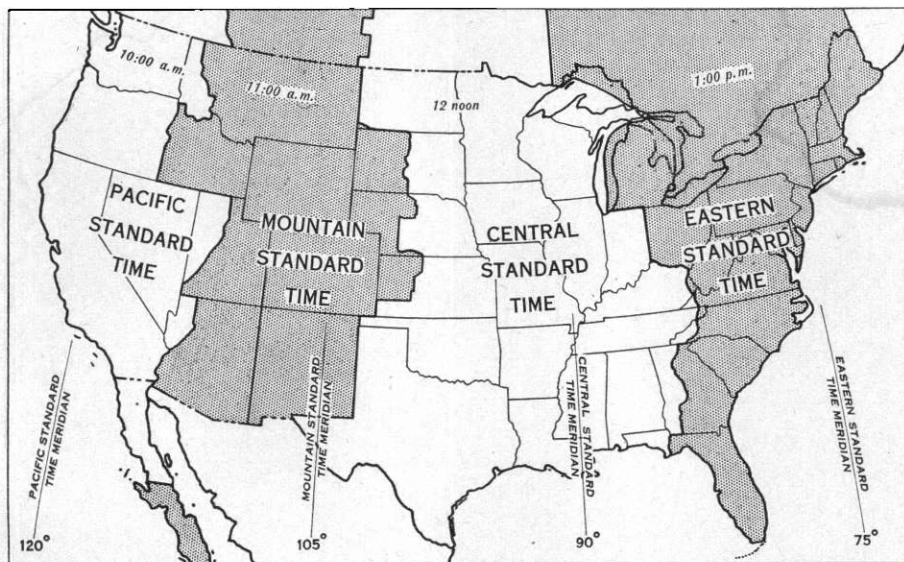 10:00 a.m.
11:00 a.m.
12 noon
1:00 p.m.
PACIFIC
STANDARD
TIME
MOUNTAIN
STANDARD
TIME
CENTRAL
STANDARD
TIME
EASTERN
STANDARD
TIME
PACIFIC STANDARD
TIME MERIDIAN
MOUNTAIN STANDARD
TIME MERIDIAN
CENTRAL STANDARD
TIME MERIDIAN
EASTERN STANDARD
TIME MERIDIAN
120°
105°
90°
75°